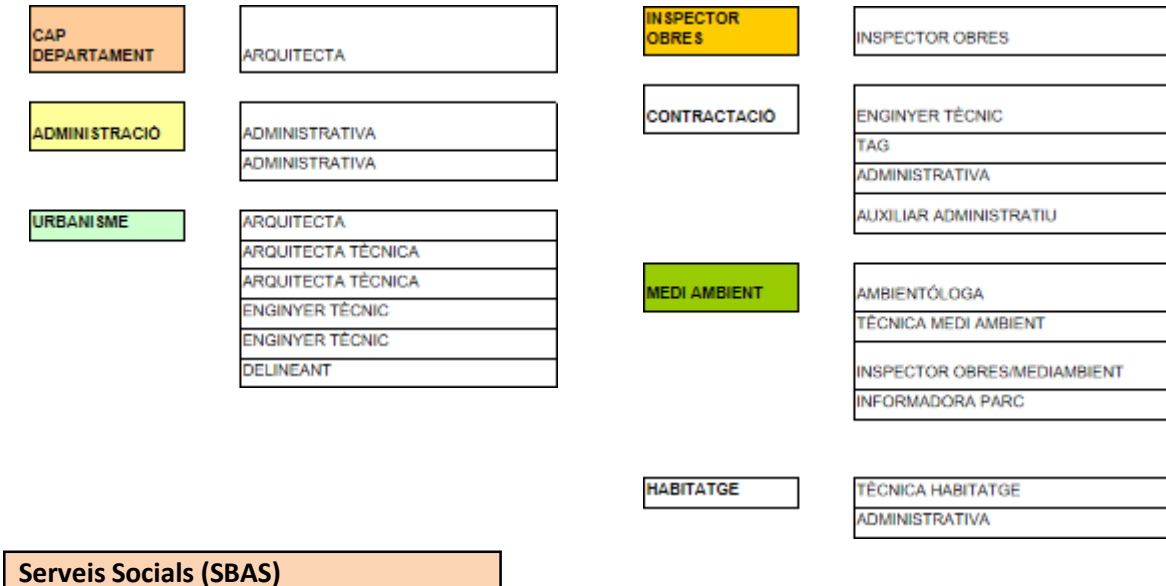 CAP
DEPARTAMENT
ARQUITECTA
ADMINISTRACIÓ
ADMINISTRATIVA
ADMINISTRATIVA
URBANISME
ARQUITECTA
ARQUITECTA TÈCNICA
ARQUITECTA TÈCNICA
ENGINYER TÈCNIC
ENGINYER TÈCNIC
DELINEANT
INSPECTOR
OBRES
INSPECTOR OBRES
CONTRACTACIÓ
ENGINYER TÈCNIC
TAG
ADMINISTRATIVA
AUXILIAR ADMINISTRATIU
MEDI AMBIENT
AMBIENTÓLOGA
TÈCNICA MEDI AMBIENT
INSPECTOR OBRES/MEDIAMBIENT
INFORMADORA PARC
HABITATGE
TÈCNICA HABITATGE
ADMINISTRATIVA
Serveis Socials (SBAS)